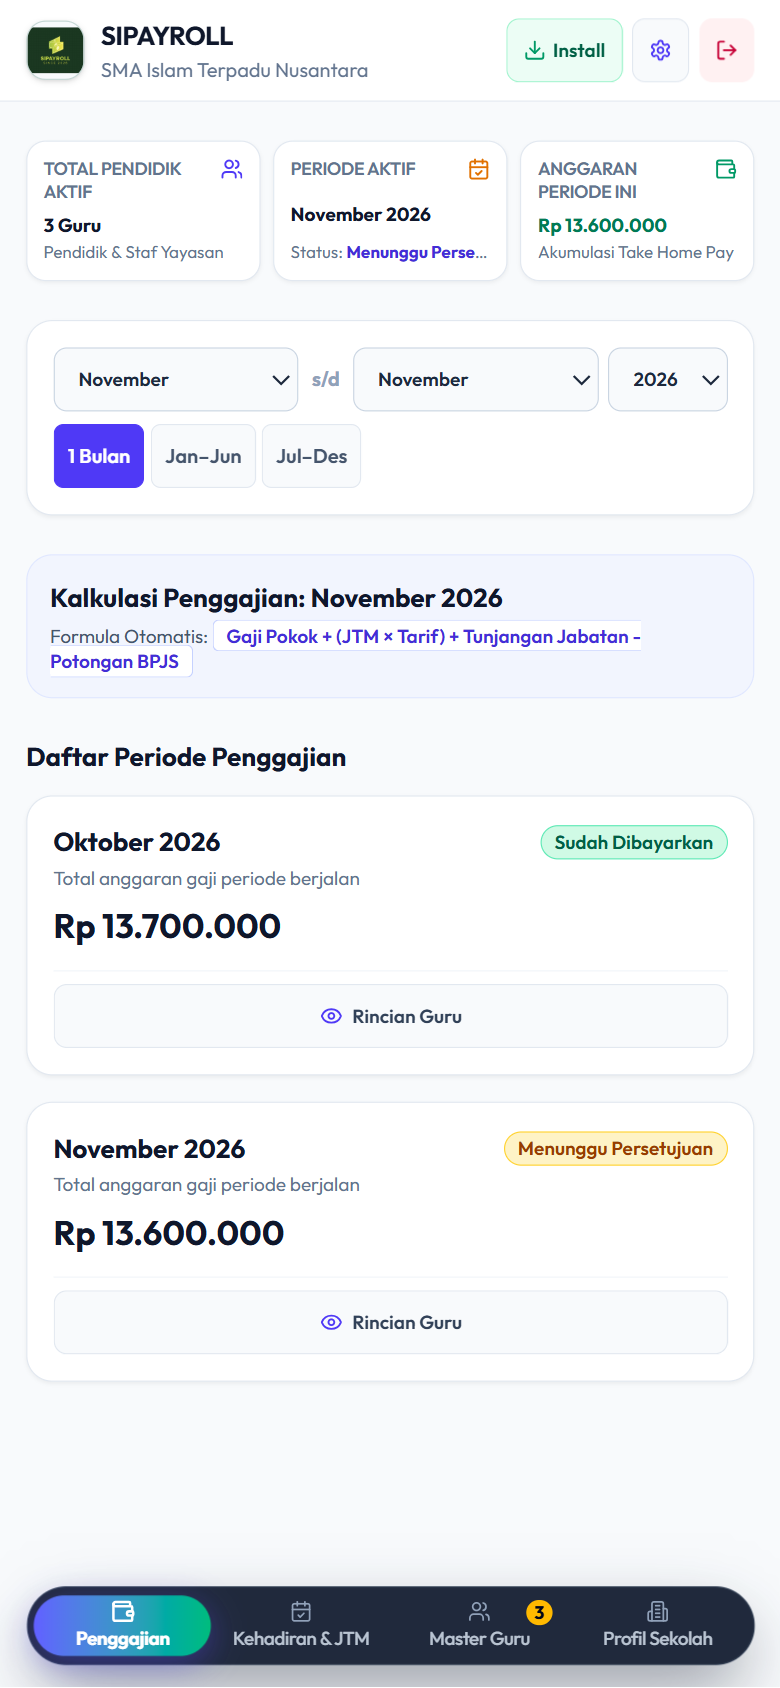 SIPAYROLL
SMA Islam Terpadu Nusantara
Install
SIPAYROLL
TOTAL PENDIDIK
AKTIF
3 Guru
Pendidik & Staf Yayasan
PERIODE AKTIF
November 2026
Status: Menunggu Perse...
ANGGARAN
PERIODE INI
Rp 13.600.000
Akumulasi Take Home Pay
November
s/d
November
2026
1 Bulan
Jan–Jun
Jul–Des
Kalkulasi Penggajian: November 2026
Formula Otomatis: Gaji Pokok + (JTM × Tarif) + Tunjangan Jabatan -
Potongan BPJS
Daftar Periode Penggajian
Oktober 2026
Sudah Dibayarkan
Total anggaran gaji periode berjalan
Rp 13.700.000
Rincian Guru
November 2026
Menunggu Persetujuan
Total anggaran gaji periode berjalan
Rp 13.600.000
Rincian Guru
Penggajian
Kehadiran & JTM
Master Guru
3
Profil Sekolah